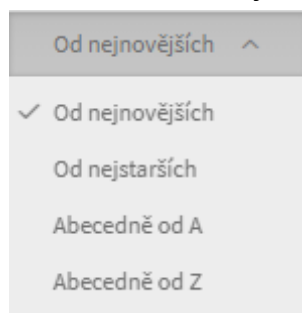 Od nejnovějších
Od nejnovějších
Od nejstarších
Abecedně od A
Abecedně od Z